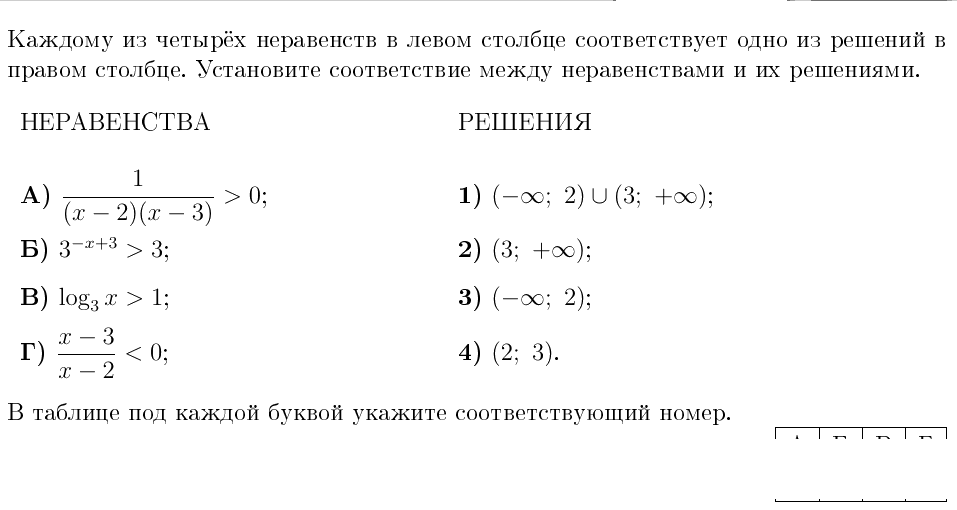 Каждому из четырёх неравенств в левом столбце соответствует одно из решений в
правом столбце. Установите соответствие между неравенствами и их решениями.
НЕРАВЕНСТВА РЕШЕНИЯ
А) 1/((x − 2)(x − 3)) > 0; 1) (−∞; 2) ∪ (3; +∞);
Б) 3^(−x+3) > 3; 2) (3; +∞);
В) log₃ x > 1; 3) (−∞; 2);
Г) (x − 3)/(x − 2) < 0; 4) (2; 3).
В таблице под каждой буквой укажите соответствующий номер.